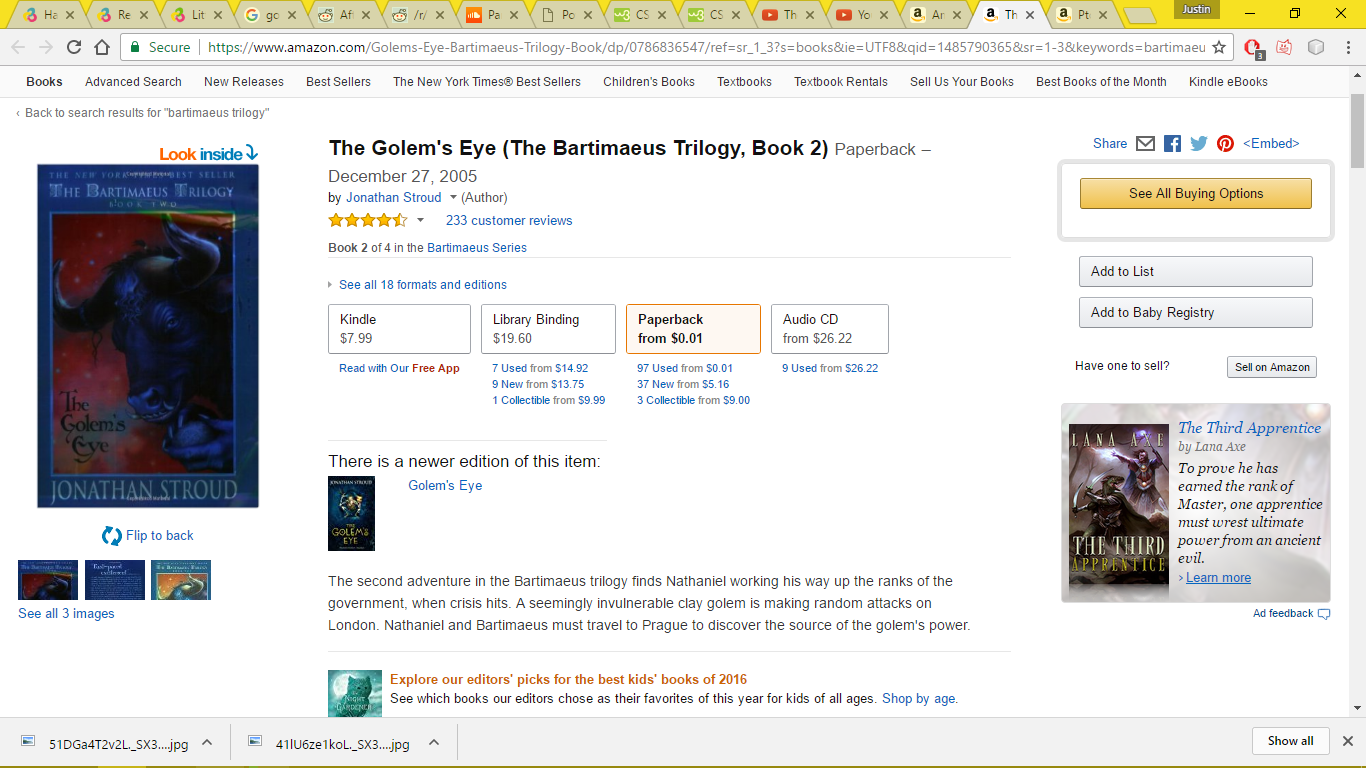 Ha
Re
Lit
go
Aft
/r/
Pa
Po
CS
CS
Th
Yo
Ar
Th
Pt
Justin
Secure
https://www.amazon.com/Golems-Eye-Bartimaeus-Trilogy-Book/dp/0786836547/ref=sr_1_3?s=books&ie=UTF8&qid=1485790365&sr=1-3&keywords=bartimaeu
3
Books Advanced Search New Releases Best Sellers The New York Times® Best Sellers Children's Books Textbooks Textbook Rentals Sell Us Your Books Best Books of the Month Kindle eBooks
‹ Back to search results for "bartimaeus trilogy"
Look inside
THE NEW YORK TIMES BEST SELLER
THE BARTIMAEUS TRILOGY
BOOK TWO
The Golem's Eye
JONATHAN STROUD
Flip to back
See all 3 images
The Golem's Eye (The Bartimaeus Trilogy, Book 2) Paperback –
December 27, 2005
by Jonathan Stroud (Author)
233 customer reviews
Book 2 of 4 in the Bartimaeus Series
See all 18 formats and editions
Kindle
$7.99
Read with Our Free App
Library Binding
$19.60
7 Used from $14.92
9 New from $13.75
1 Collectible from $9.99
Paperback
from $0.01
97 Used from $0.01
37 New from $5.16
3 Collectible from $9.00
Audio CD
from $26.22
9 Used from $26.22
There is a newer edition of this item:
JONATHAN STROUD
THE
GOLEM'S
EYE
Golem's Eye
The second adventure in the Bartimaeus trilogy finds Nathaniel working his way up the ranks of the
government, when crisis hits. A seemingly invulnerable clay golem is making random attacks on
London. Nathaniel and Bartimaeus must travel to Prague to discover the source of the golem's power.
The
NIGHT
GARDENER
Explore our editors' picks for the best kids' books of 2016
See which books our editors chose as their favorites of this year for kids of all ages. Shop by age.
Share <Embed>
See All Buying Options
Add to List
Add to Baby Registry
Have one to sell? Sell on Amazon
LANA AXE
THE THIRD
APPRENTICE
The Third Apprentice
by Lana Axe
To prove he has
earned the rank of
Master, one apprentice
must wrest ultimate
power from an ancient
evil.
› Learn more
Ad feedback
51DGa4T2v2L._SX3....jpg
41lU6ze1koL._SX3....jpg
Show all